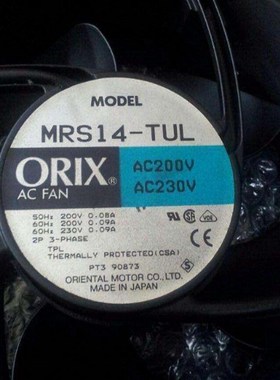 MODEL
MRS14-TUL
ORIX®
AC FAN
AC200V
AC230V
50Hz 200V 0.08A
60Hz 200V 0.09A
60Hz 230V 0.09A
2P 3-PHASE
TPL
THERMALLY PROTECTED(CSA)
PT3 90873
ORIENTAL MOTOR CO.,LTD.
MADE IN JAPAN